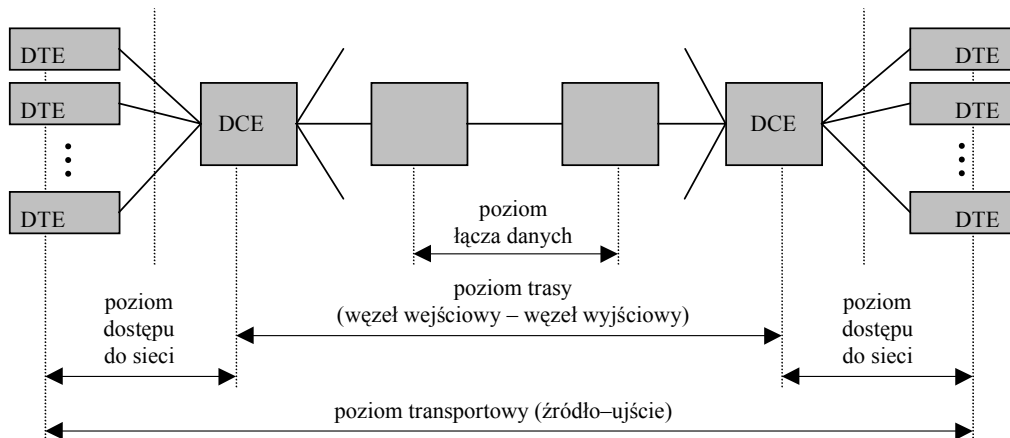 DTE
DTE
DTE
DCE
DCE
DTE
DTE
DTE
poziom
łącza danych
poziom trasy
(węzeł wejściowy – węzeł wyjściowy)
poziom
dostępu
do sieci
poziom
dostępu
do sieci
poziom transportowy (źródło–ujście)